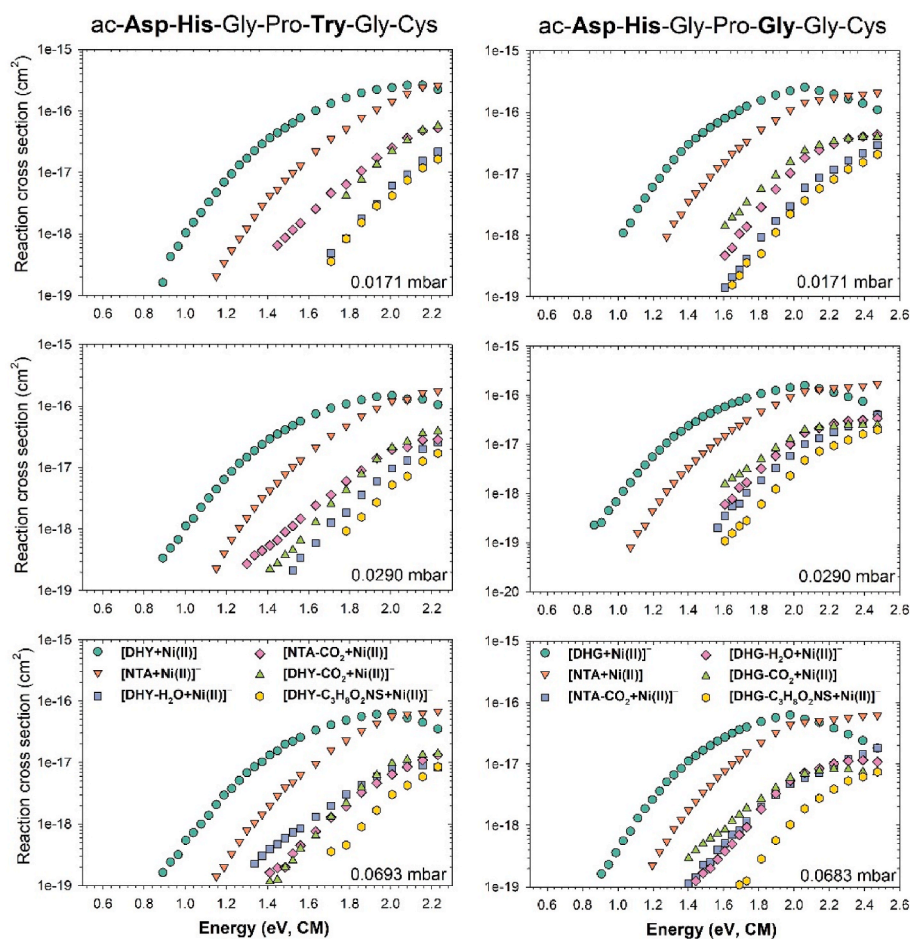 ac-Asp-His-Gly-Pro-Try-Gly-Cys
ac-Asp-His-Gly-Pro-Gly-Gly-Cys
Reaction cross section (cm²)
1e-15
1e-16
1e-17
1e-18
1e-19
0.0171 mbar
0.6 0.8 1.0 1.2 1.4 1.6 1.8 2.0 2.2
1e-15
1e-16
1e-17
1e-18
1e-19
0.0171 mbar
0.6 0.8 1.0 1.2 1.4 1.6 1.8 2.0 2.2 2.4 2.6
Reaction cross section (cm²)
1e-15
1e-16
1e-17
1e-18
1e-19
0.0290 mbar
0.6 0.8 1.0 1.2 1.4 1.6 1.8 2.0 2.2
1e-15
1e-16
1e-17
1e-18
1e-19
1e-20
0.0290 mbar
0.6 0.8 1.0 1.2 1.4 1.6 1.8 2.0 2.2 2.4 2.6
Reaction cross section (cm²)
1e-15
1e-16
1e-17
1e-18
1e-19
[DHY+Ni(II)]⁻
[NTA+Ni(II)]⁻
[DHY-H₂O+Ni(II)]⁻
[NTA-CO₂+Ni(II)]⁻
[DHY-CO₂+Ni(II)]⁻
[DHY-C₃H₈O₂NS+Ni(II)]⁻
0.0693 mbar
0.6 0.8 1.0 1.2 1.4 1.6 1.8 2.0 2.2
Energy (eV, CM)
1e-15
1e-16
1e-17
1e-18
1e-19
[DHG+Ni(II)]⁻
[NTA+Ni(II)]⁻
[NTA-CO₂+Ni(II)]⁻
[DHG-H₂O+Ni(II)]⁻
[DHG-CO₂+Ni(II)]⁻
[DHG-C₃H₈O₂NS+Ni(II)]⁻
0.0683 mbar
0.6 0.8 1.0 1.2 1.4 1.6 1.8 2.0 2.2 2.4 2.6
Energy (eV, CM)